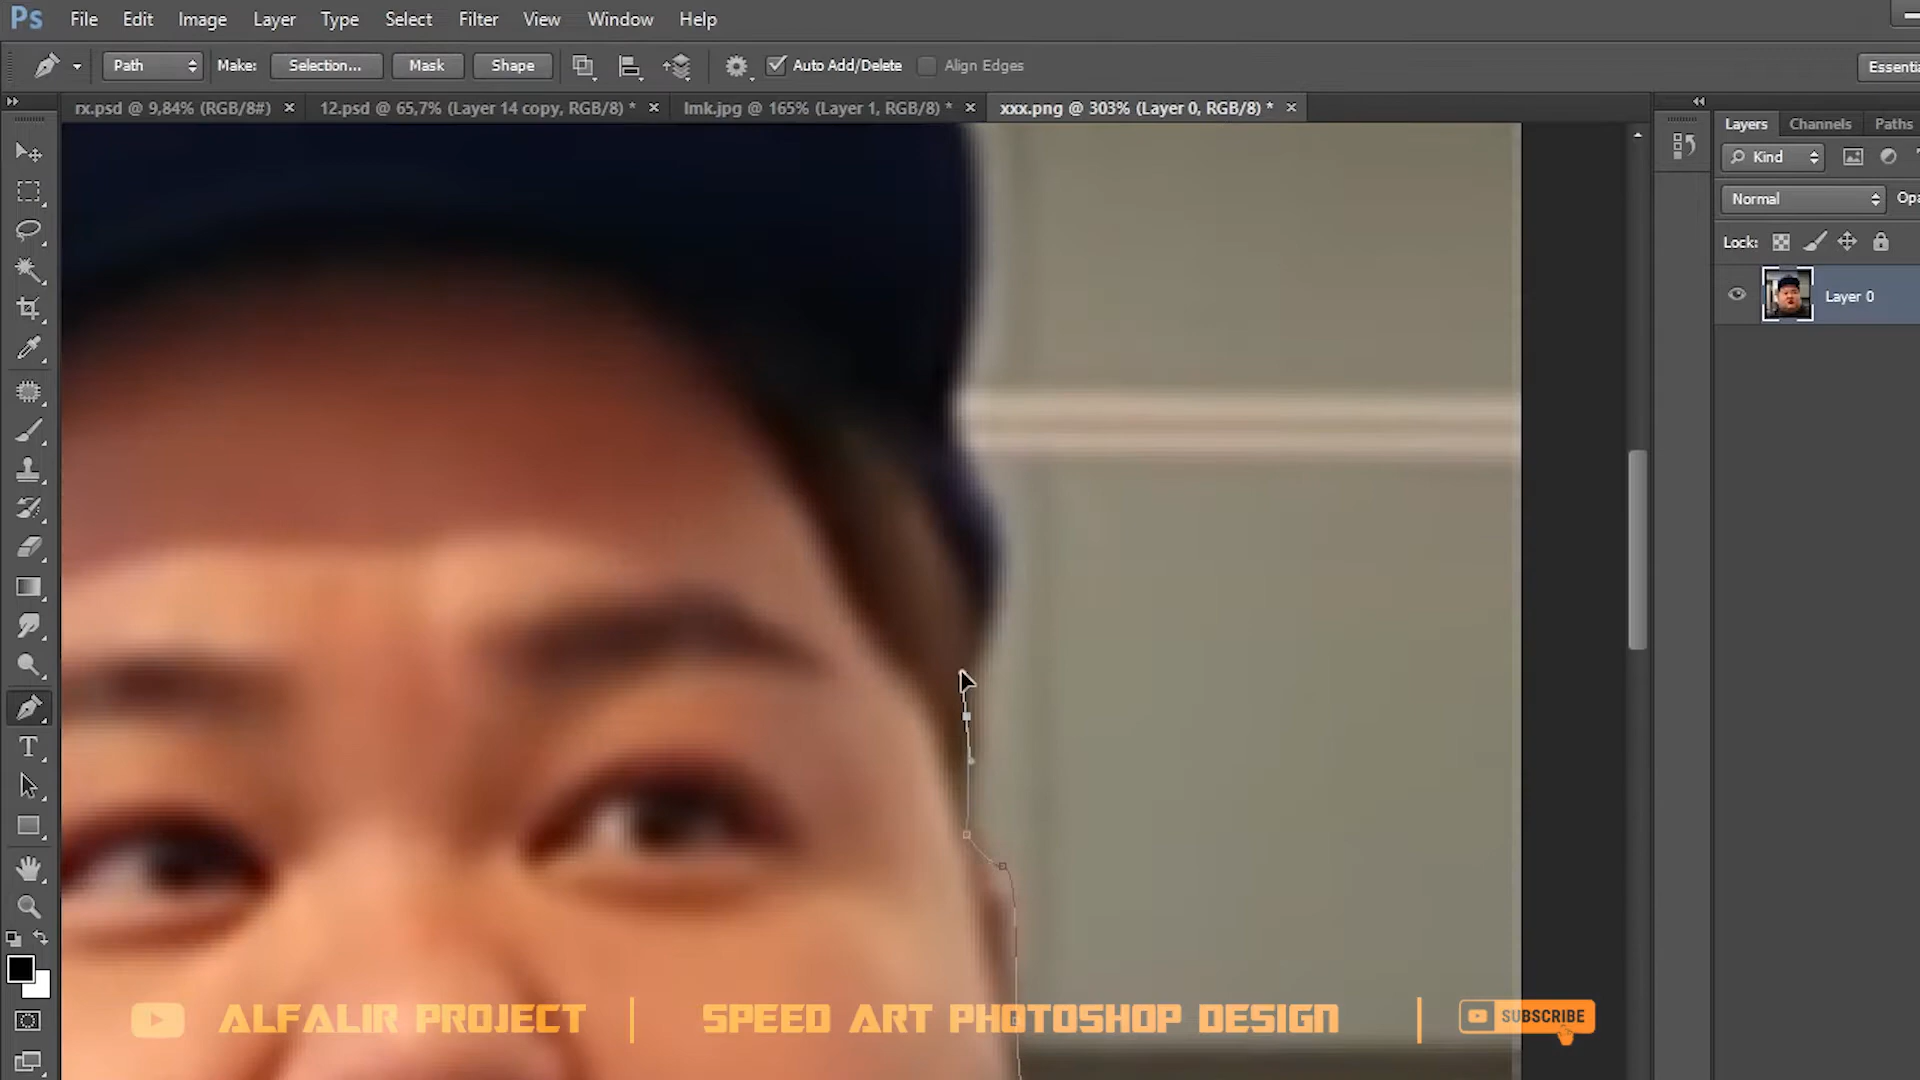 Ps File Edit Image Layer Type Select Filter View Window Help
Path Make: Selection... Mask Shape Auto Add/Delete Align Edges
rx.psd @ 9,84% (RGB/8#) × 12.psd @ 65,7% (Layer 14 copy, RGB/8) * × lmk.jpg @ 165% (Layer 1, RGB/8) * × xxx.png @ 303% (Layer 0, RGB/8) * ×
Layers Channels Paths
Kind
Normal
Lock:
Layer 0
T
ALFALIR PROJECT | SPEED ART PHOTOSHOP DESIGN | SUBSCRIBE